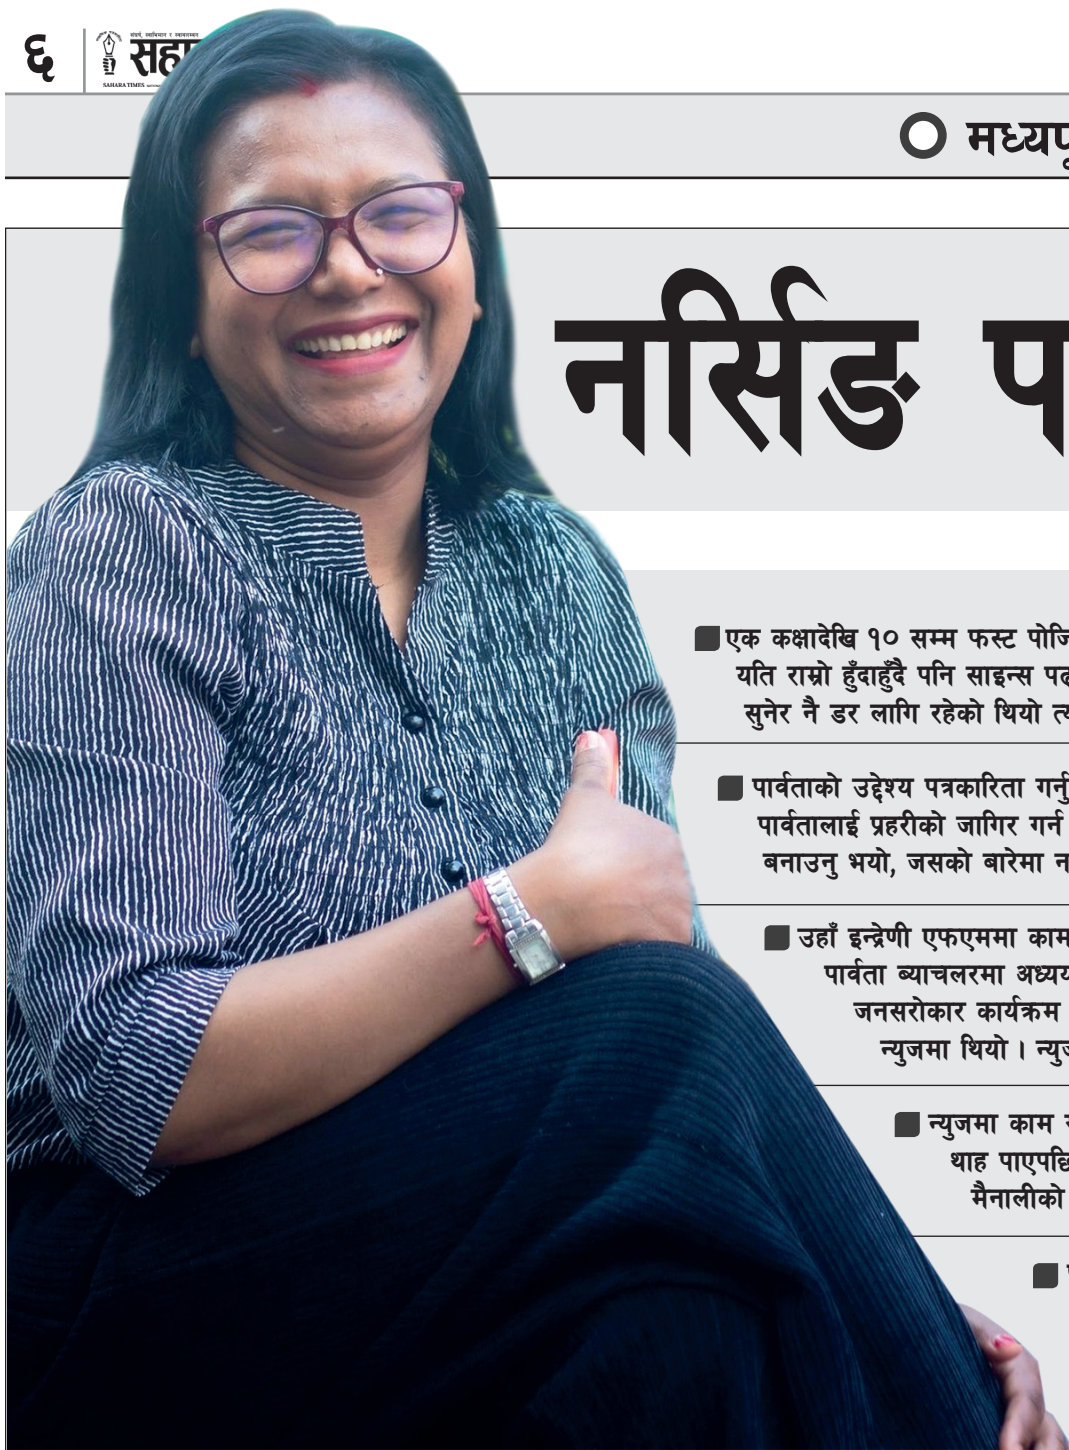 ६
SAHARA TIMES
मध्यपू
नर्सिङ प
एक कक्षादेखि १० सम्म फस्ट पोजि
यति राम्रो हुँदाहुँदै पनि साइन्स पढ
सुनेर नै डर लागि रहेको थियो त्य
पार्वताको उद्देश्य पत्रकारिता गर्नु
पार्वतालाई प्रहरीको जागिर गर्न
बनाउनु भयो, जसको बारेमा न
उहाँ इन्द्रेणी एफएममा काम
पार्वता ब्याचलरमा अध्यय
जनसरोकार कार्यक्रम
न्युजमा थियो । न्युज
न्युजमा काम
थाह पाएपछि
मैनालीको